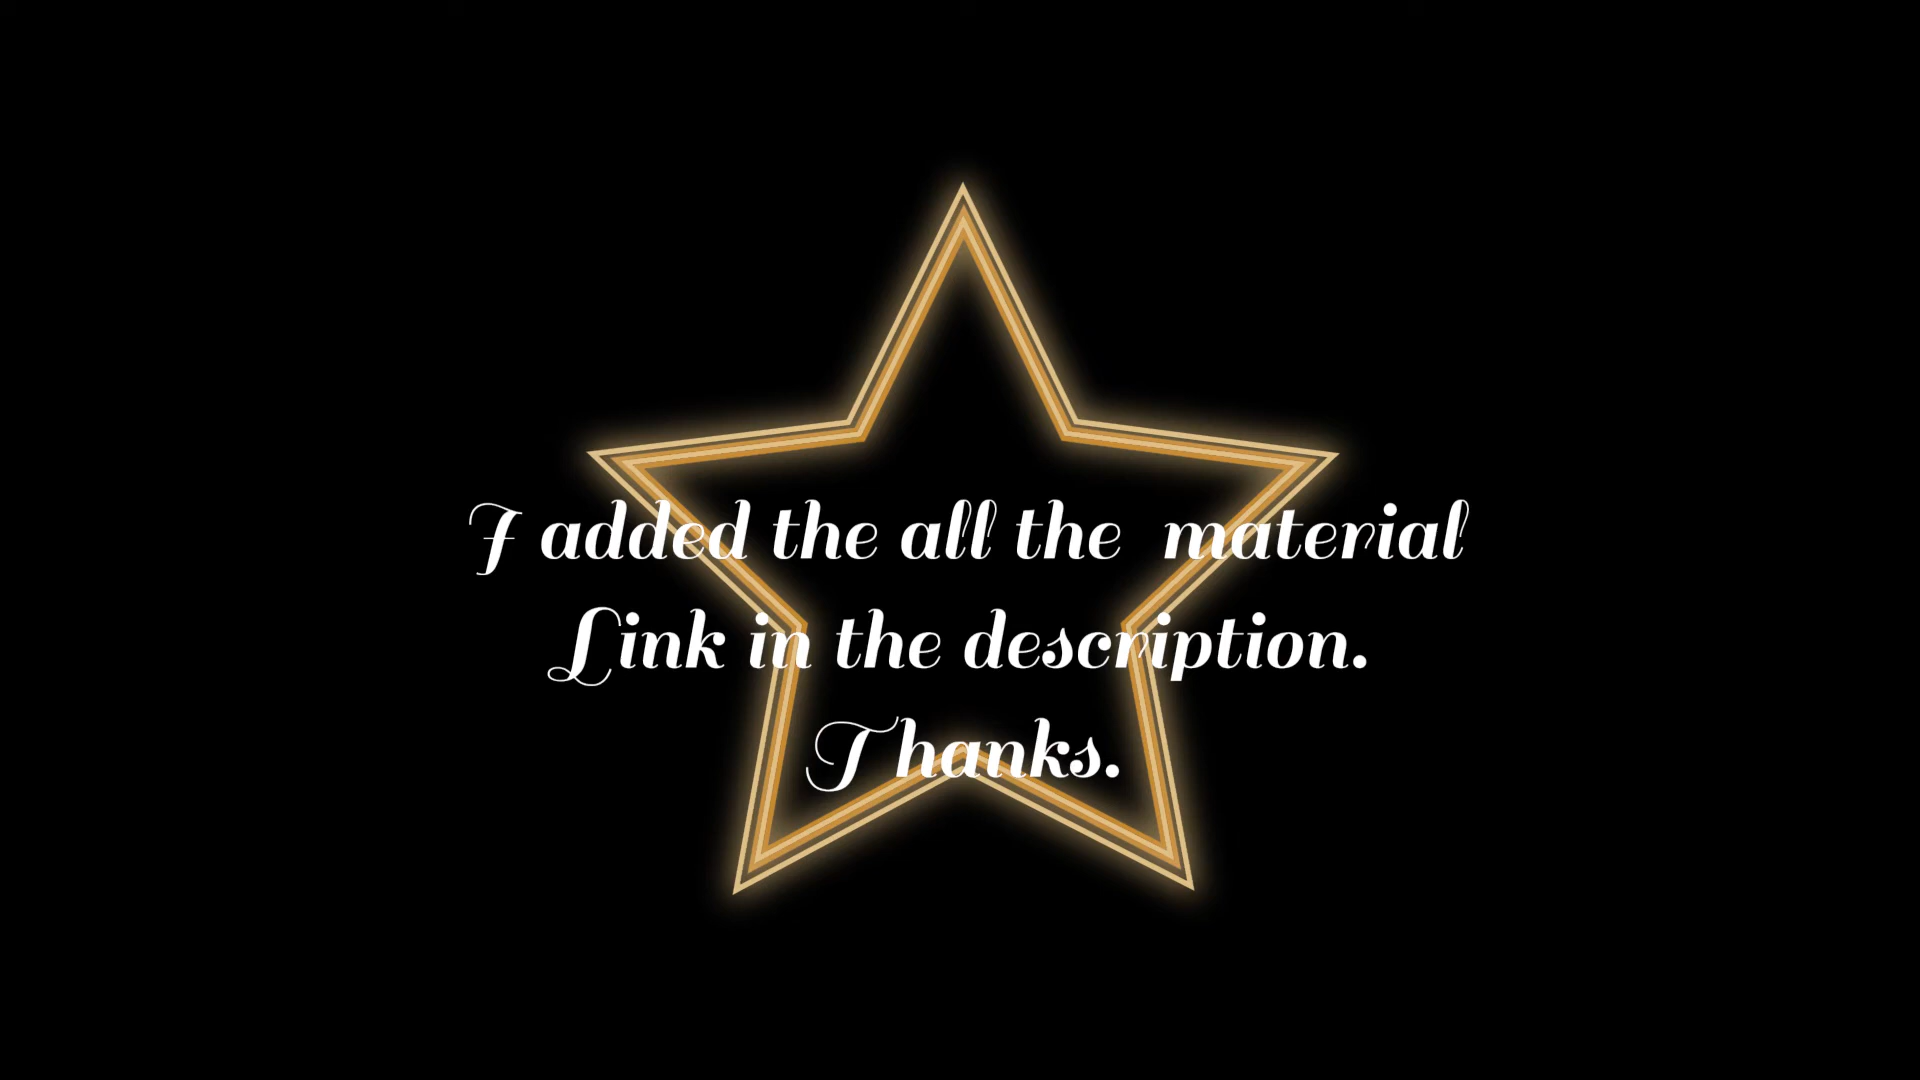 I added the all the  material
Link in the description.
Thanks.